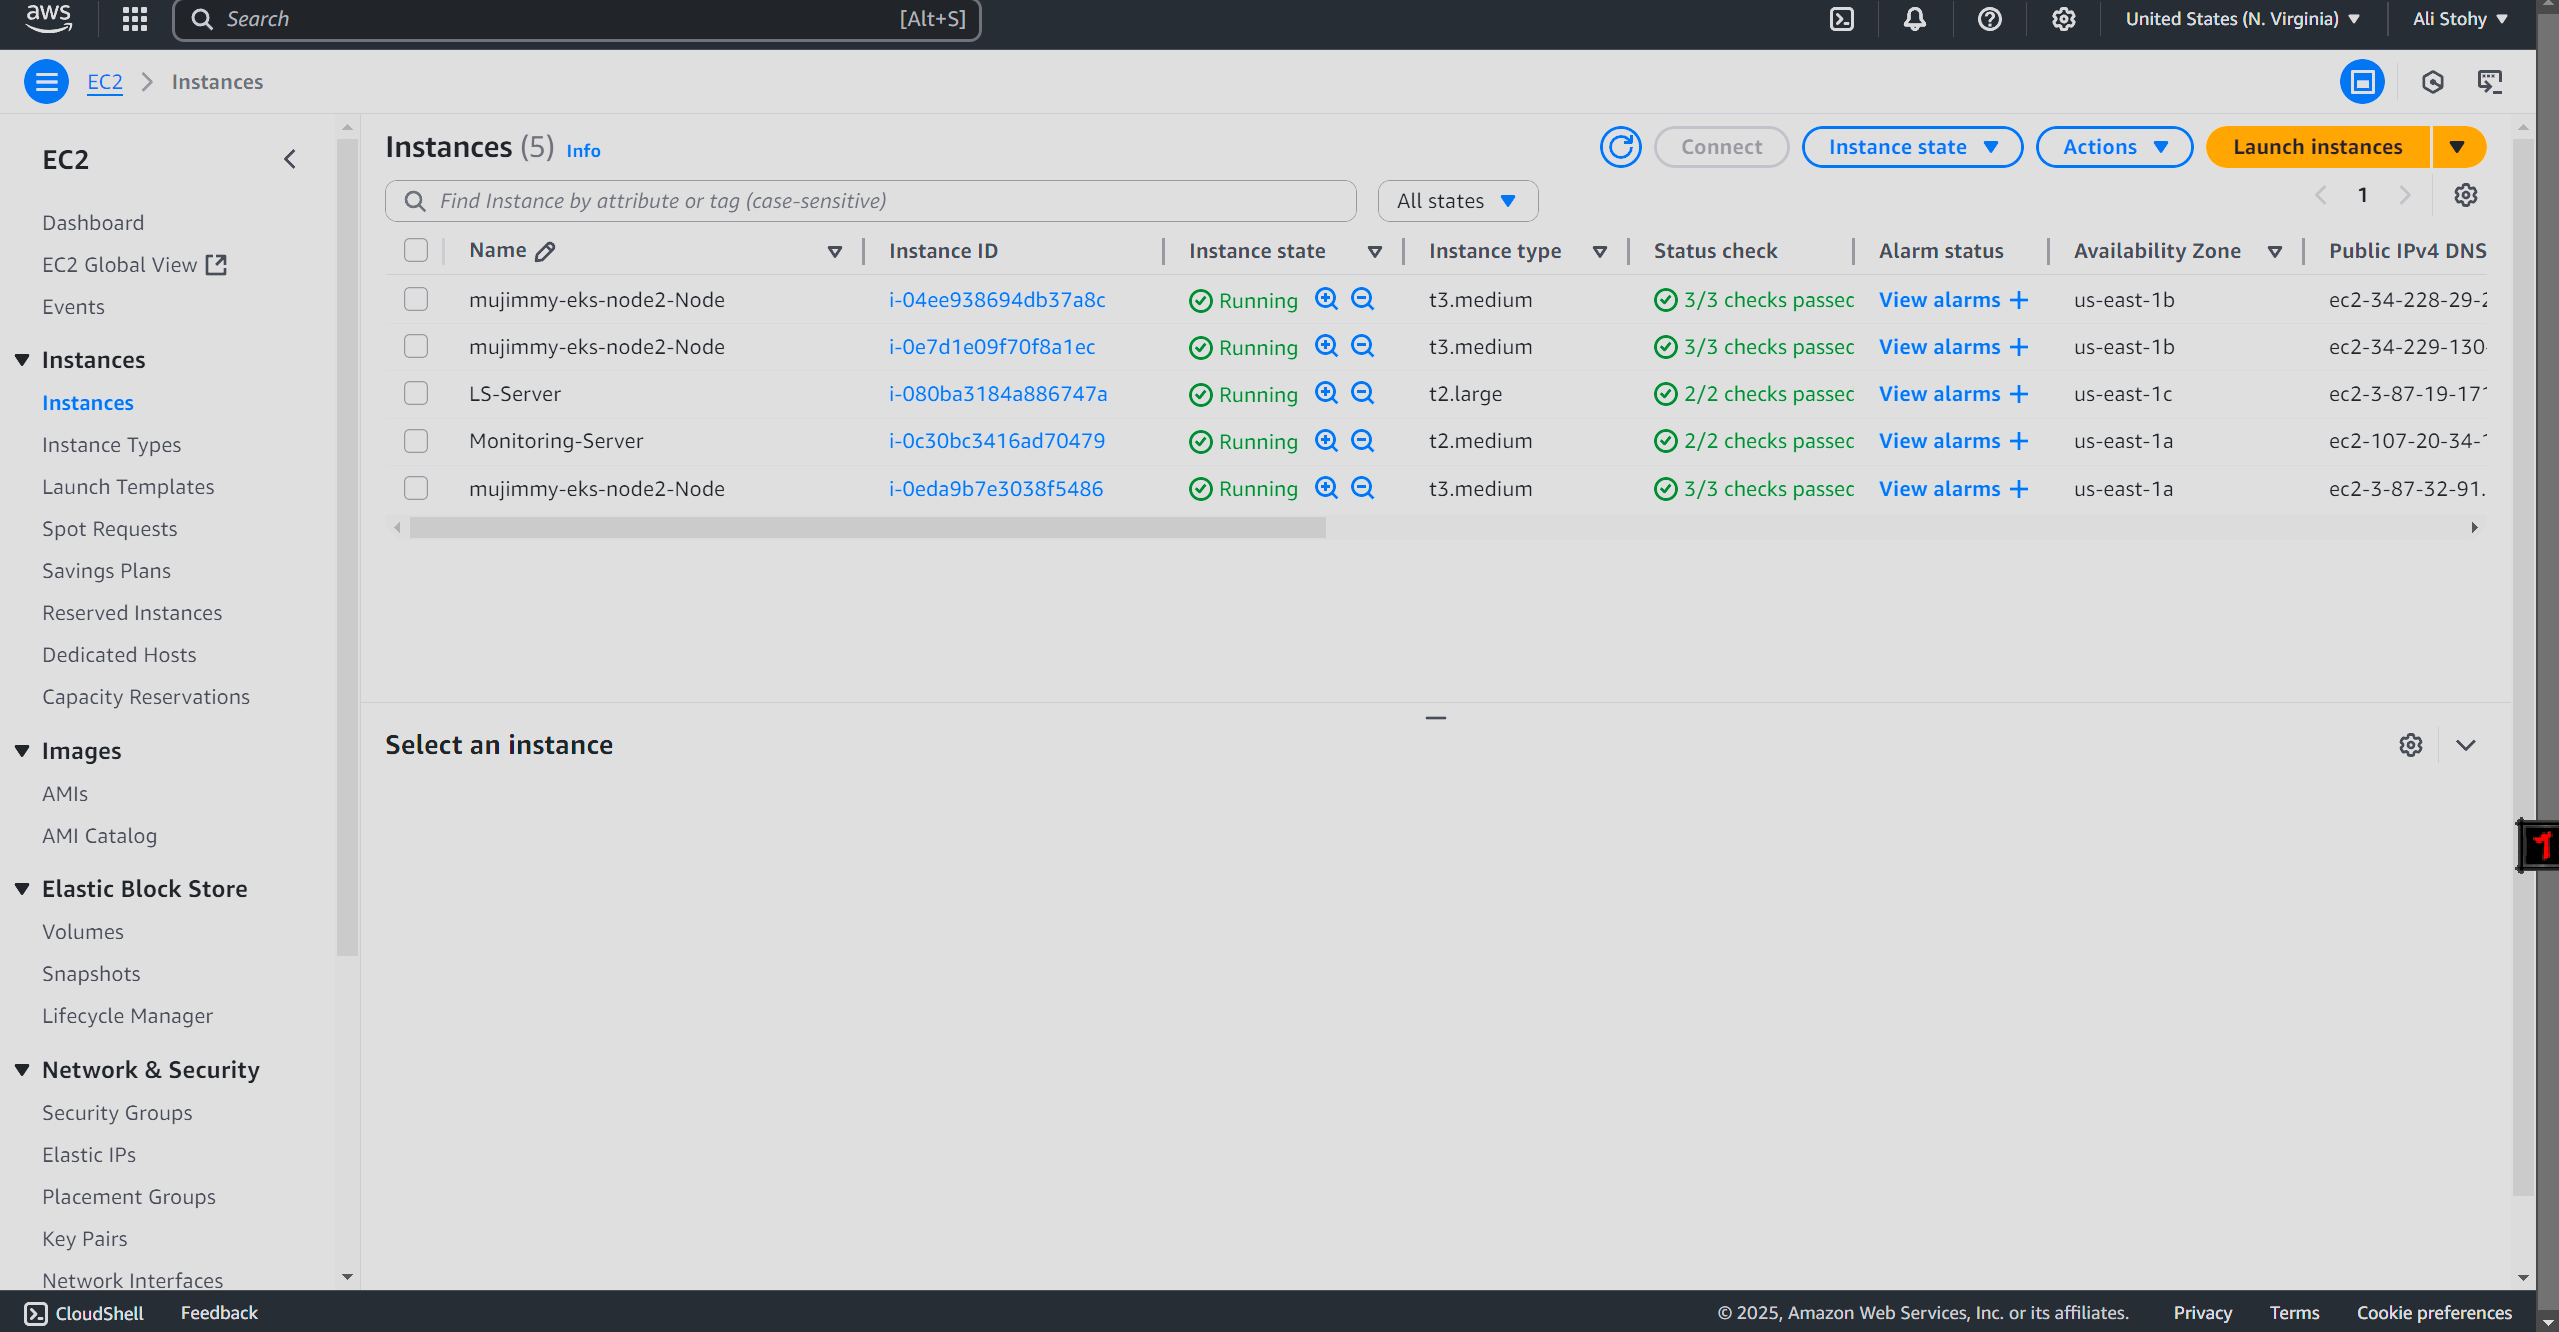 aws Search [Alt+S] United States (N. Virginia) Ali Stohy
EC2 Instances
EC2
Dashboard
EC2 Global View
Events
Instances
Instances
Instance Types
Launch Templates
Spot Requests
Savings Plans
Reserved Instances
Dedicated Hosts
Capacity Reservations
Images
AMIs
AMI Catalog
Elastic Block Store
Volumes
Snapshots
Lifecycle Manager
Network & Security
Security Groups
Elastic IPs
Placement Groups
Key Pairs
Network Interfaces
Instances (5) Info Connect Instance state Actions Launch instances
Find Instance by attribute or tag (case-sensitive) All states 1
Name Instance ID Instance state Instance type Status check Alarm status Availability Zone Public IPv4 DNS
mujimmy-eks-node2-Node i-04ee938694db37a8c Running t3.medium 3/3 checks View alarms us-east-1b ec2-34-228-29-
mujimmy-eks-node2-Node i-0e7d1e09f70f8a1ec Running t3.medium 3/3 checks View alarms us-east-1b ec2-34-229-130-
LS-Server i-080ba3184a886747a Running t2.large 2/2 checks View alarms us-east-1c ec2-3-87-19-17
Monitoring-Server i-0c30bc3416ad70479 Running t2.medium 2/2 checks View alarms us-east-1a ec2-107-20-34-
mujimmy-eks-node2-Node i-0eda9b7e3038f5486 Running t3.medium 3/3 checks View alarms us-east-1a ec2-3-87-32-91.
Select an instance
CloudShell Feedback © 2025, Amazon Web Services, Inc. or its affiliates. Privacy Terms Cookie preferences